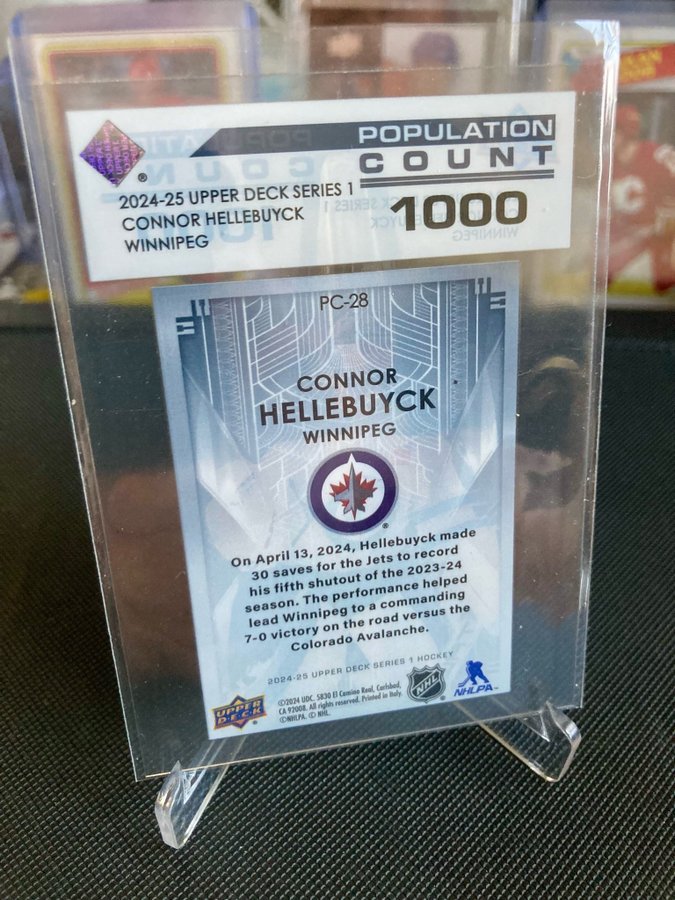 POPULATION
COUNT
1000
2024-25 UPPER DECK SERIES 1
CONNOR HELLEBUYCK
WINNIPEG
PC-28
CONNOR
HELLEBUYCK
WINNIPEG
On April 13, 2024, Hellebuyck made
30 saves for the Jets to record
his fifth shutout of the 2023-24
season. The performance helped
lead Winnipeg to a commanding
7-0 victory on the road versus the
Colorado Avalanche.
2024-25 UPPER DECK SERIES 1 HOCKEY
UPPER
DECK
©2024 UDC. 5830 El Camino Real, Carlsbad,
CA 92008. All rights reserved. Printed in Italy.
©NHLPA. © NHL.
NHL
NHLPA